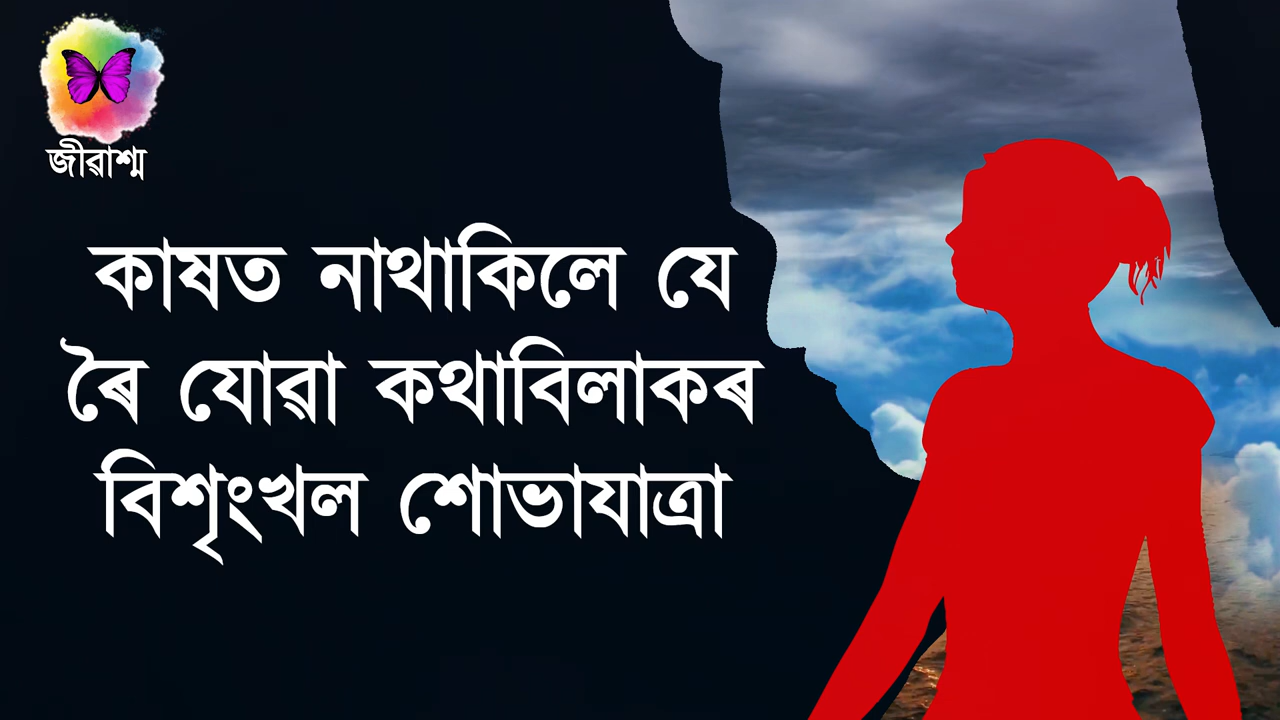 জীৱাশ্ম
কাষত নাথাকিলে যে
ৰৈ যোৱা কথাবিলাকৰ
বিশৃংখল শোভাযাত্ৰা